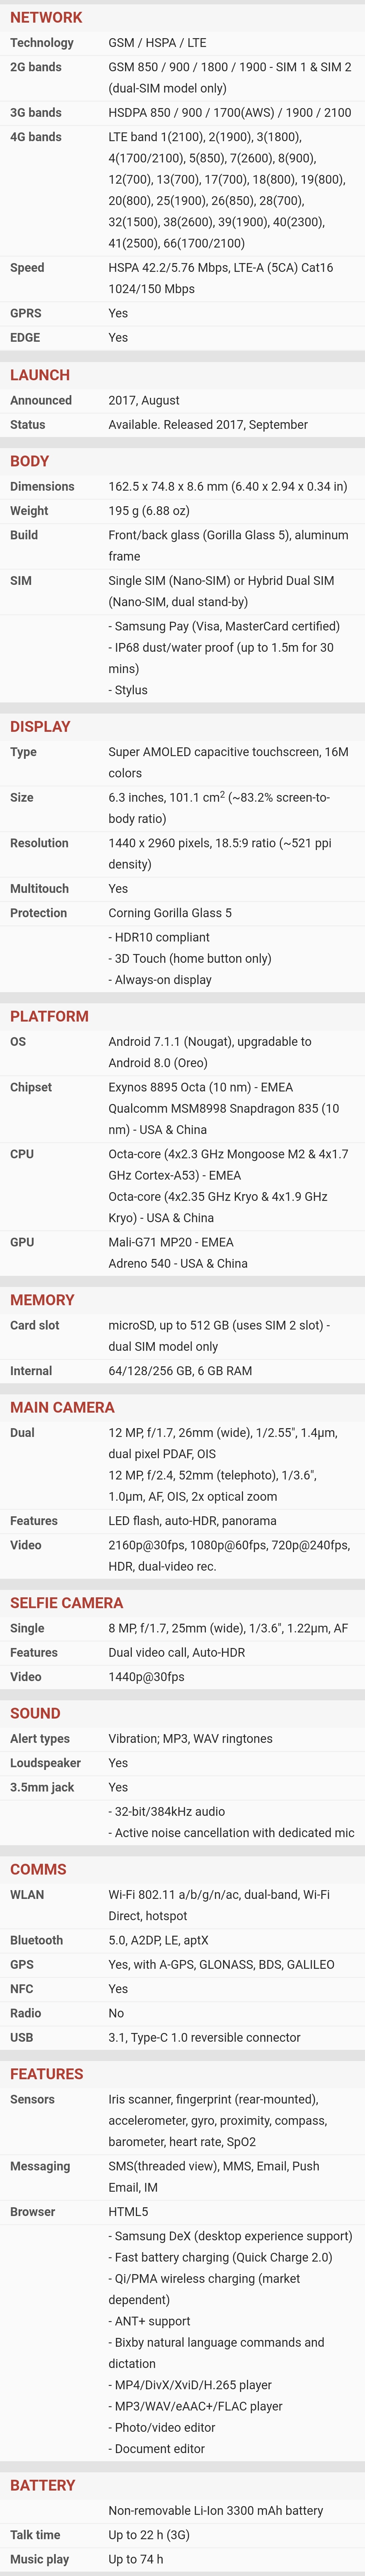 NETWORK
Technology GSM / HSPA / LTE
2G bands GSM 850 / 900 / 1800 / 1900 - SIM 1 & SIM 2
(dual-SIM model only)
3G bands HSDPA 850 / 900 / 1700(AWS) / 1900 / 2100
4G bands LTE band 1(2100), 2(1900), 3(1800),
4(1700/2100), 5(850), 7(2600), 8(900),
12(700), 13(700), 17(700), 18(800), 19(800),
20(800), 25(1900), 26(850), 28(700),
32(1500), 38(2600), 39(1900), 40(2300),
41(2500), 66(1700/2100)
Speed HSPA 42.2/5.76 Mbps, LTE-A (5CA) Cat16
1024/150 Mbps
GPRS Yes
EDGE Yes
LAUNCH
Announced 2017, August
Status Available. Released 2017, September
BODY
Dimensions 162.5 x 74.8 x 8.6 mm (6.40 x 2.94 x 0.34 in)
Weight 195 g (6.88 oz)
Build Front/back glass (Gorilla Glass 5), aluminum
frame
SIM Single SIM (Nano-SIM) or Hybrid Dual SIM
(Nano-SIM, dual stand-by)
- Samsung Pay (Visa, MasterCard certified)
- IP68 dust/water proof (up to 1.5m for 30
mins)
- Stylus
DISPLAY
Type Super AMOLED capacitive touchscreen, 16M
colors
Size 6.3 inches, 101.1 cm² (~83.2% screen-to-
body ratio)
Resolution 1440 x 2960 pixels, 18.5:9 ratio (~521 ppi
density)
Multitouch Yes
Protection Corning Gorilla Glass 5
- HDR10 compliant
- 3D Touch (home button only)
- Always-on display
PLATFORM
OS Android 7.1.1 (Nougat), upgradable to
Android 8.0 (Oreo)
Chipset Exynos 8895 Octa (10 nm) - EMEA
Qualcomm MSM8998 Snapdragon 835 (10
nm) - USA & China
CPU Octa-core (4x2.3 GHz Mongoose M2 & 4x1.7
GHz Cortex-A53) - EMEA
Octa-core (4x2.35 GHz Kryo & 4x1.9 GHz
Kryo) - USA & China
GPU Mali-G71 MP20 - EMEA
Adreno 540 - USA & China
MEMORY
Card slot microSD, up to 512 GB (uses SIM 2 slot) -
dual SIM model only
Internal 64/128/256 GB, 6 GB RAM
MAIN CAMERA
Dual 12 MP, f/1.7, 26mm (wide), 1/2.55", 1.4µm,
dual pixel PDAF, OIS
12 MP, f/2.4, 52mm (telephoto), 1/3.6",
1.0µm, AF, OIS, 2x optical zoom
Features LED flash, auto-HDR, panorama
Video 2160p@30fps, 1080p@60fps, 720p@240fps,
HDR, dual-video rec.
SELFIE CAMERA
Single 8 MP, f/1.7, 25mm (wide), 1/3.6", 1.22µm, AF
Features Dual video call, Auto-HDR
Video 1440p@30fps
SOUND
Alert types Vibration; MP3, WAV ringtones
Loudspeaker Yes
3.5mm jack Yes
- 32-bit/384kHz audio
- Active noise cancellation with dedicated mic
COMMS
WLAN Wi-Fi 802.11 a/b/g/n/ac, dual-band, Wi-Fi
Direct, hotspot
Bluetooth 5.0, A2DP, LE, aptX
GPS Yes, with A-GPS, GLONASS, BDS, GALILEO
NFC Yes
Radio No
USB 3.1, Type-C 1.0 reversible connector
FEATURES
Sensors Iris scanner, fingerprint (rear-mounted),
accelerometer, gyro, proximity, compass,
barometer, heart rate, SpO2
Messaging SMS(threaded view), MMS, Email, Push
Email, IM
Browser HTML5
- Samsung DeX (desktop experience support)
- Fast battery charging (Quick Charge 2.0)
- Qi/PMA wireless charging (market
dependent)
- ANT+ support
- Bixby natural language commands and
dictation
- MP4/DivX/XviD/H.265 player
- MP3/WAV/eAAC+/FLAC player
- Photo/video editor
- Document editor
BATTERY
Non-removable Li-Ion 3300 mAh battery
Talk time Up to 22 h (3G)
Music play Up to 74 h